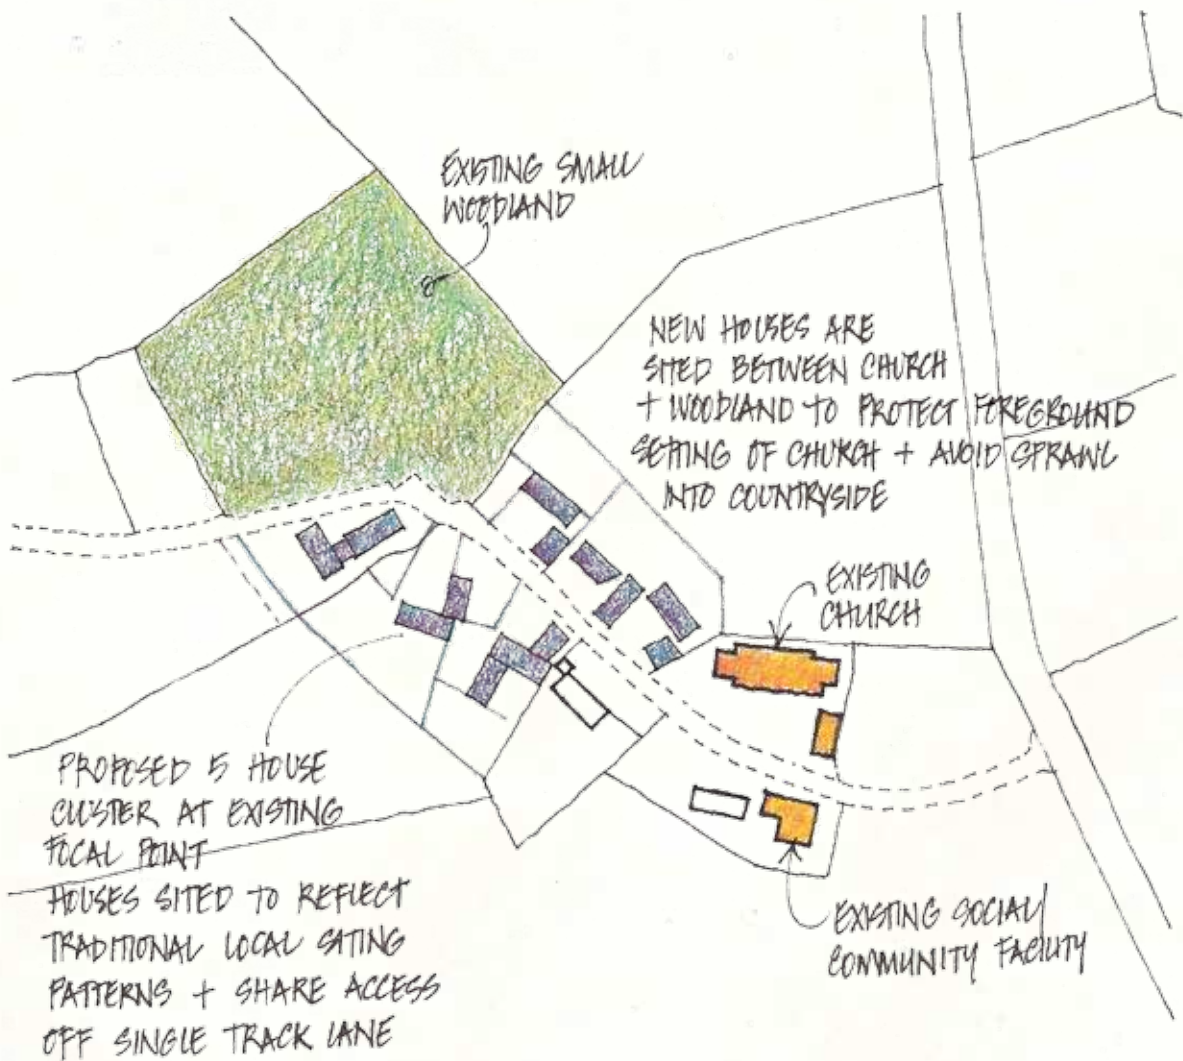 EXISTING SMALL
WOODLAND
NEW HOUSES ARE
SITED BETWEEN CHURCH
+ WOODLAND TO PROTECT FOREGROUND
SETTING OF CHURCH + AVOID SPRAWL
INTO COUNTRYSIDE
EXISTING
CHURCH
PROPOSED 5 HOUSE
CLUSTER AT EXISTING
FOCAL POINT
HOUSES SITED TO REFLECT
TRADITIONAL LOCAL SITING
PATTERNS + SHARE ACCESS
OFF SINGLE TRACK LANE
EXISTING SOCIAL/
COMMUNITY FACILITY